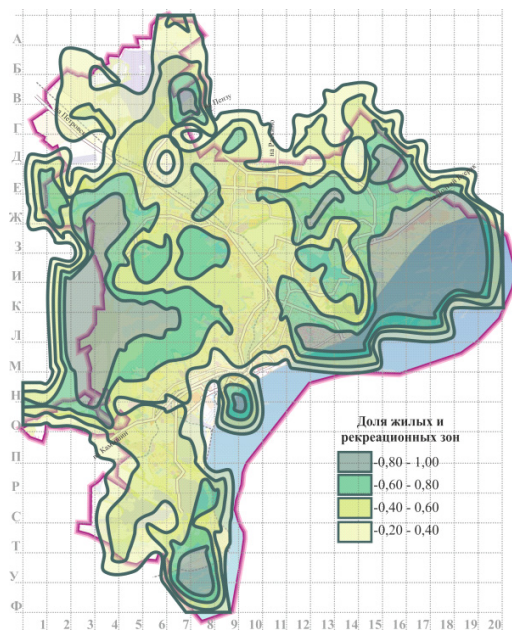 А
Б
В
Г
Д
Е
Ж
З
И
К
Л
М
Н
О
П
Р
С
Т
У
Ф
Пензу
Доля жилых и
рекреационных зон
-0,80 - 1,00
-0,60 - 0,80
-0,40 - 0,60
-0,20 - 0,40
1 2 3 4 5 6 7 8 9 10 11 12 13 14 15 16 17 18 19 20